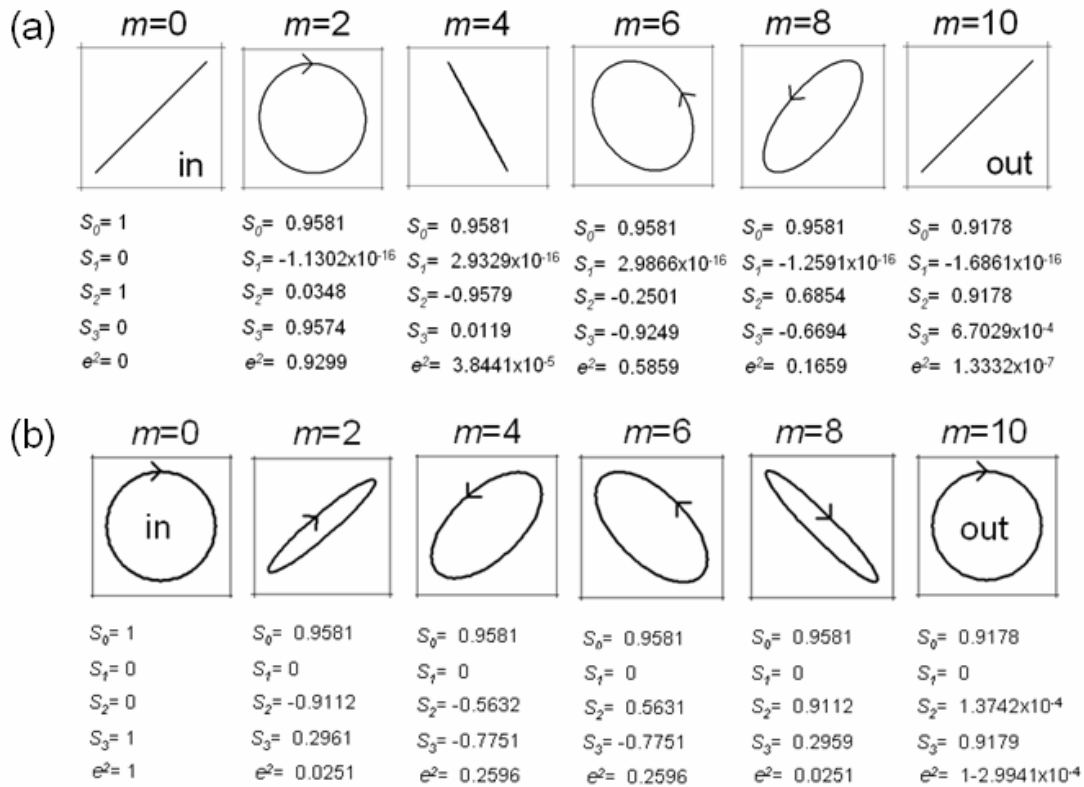 (a) m=0 m=2 m=4 m=6 m=8 m=10
in out
S₀= 1 S₀= 0.9581 S₀= 0.9581 S₀= 0.9581 S₀= 0.9581 S₀= 0.9178
S₁= 0 S₁= -1.1302x10⁻¹⁶ S₁= 2.9329x10⁻¹⁶ S₁= 2.9866x10⁻¹⁶ S₁= -1.2591x10⁻¹⁶ S₁= -1.6861x10⁻¹⁶
S₂= 1 S₂= 0.0348 S₂= -0.9579 S₂= -0.2501 S₂= 0.6854 S₂= 0.9178
S₃= 0 S₃= 0.9574 S₃= 0.0119 S₃= -0.9249 S₃= -0.6694 S₃= 6.7029x10⁻⁴
e²= 0 e²= 0.9299 e²= 3.8441x10⁻⁵ e²= 0.5859 e²= 0.1659 e²= 1.3332x10⁻⁷
(b) m=0 m=2 m=4 m=6 m=8 m=10
in out
S₀= 1 S₀= 0.9581 S₀= 0.9581 S₀= 0.9581 S₀= 0.9581 S₀= 0.9178
S₁= 0 S₁= 0 S₁= 0 S₁= 0 S₁= 0 S₁= 0
S₂= 0 S₂= -0.9112 S₂= -0.5632 S₂= 0.5631 S₂= 0.9112 S₂= 1.3742x10⁻⁴
S₃= 1 S₃= 0.2961 S₃= -0.7751 S₃= -0.7751 S₃= 0.2959 S₃= 0.9179
e²= 1 e²= 0.0251 e²= 0.2596 e²= 0.2596 e²= 0.0251 e²= 1-2.9941x10⁻⁴